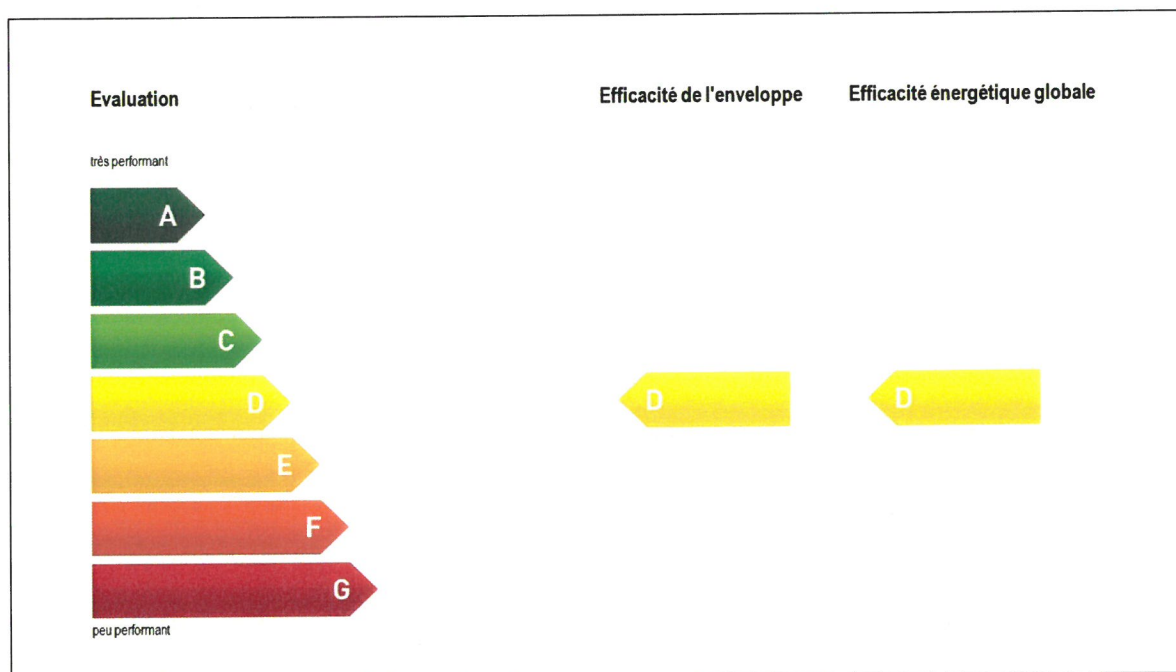 Evaluation
Efficacité de l'enveloppe
Efficacité énergétique globale
très performant
A
B
C
D
D
D
E
F
G
peu performant